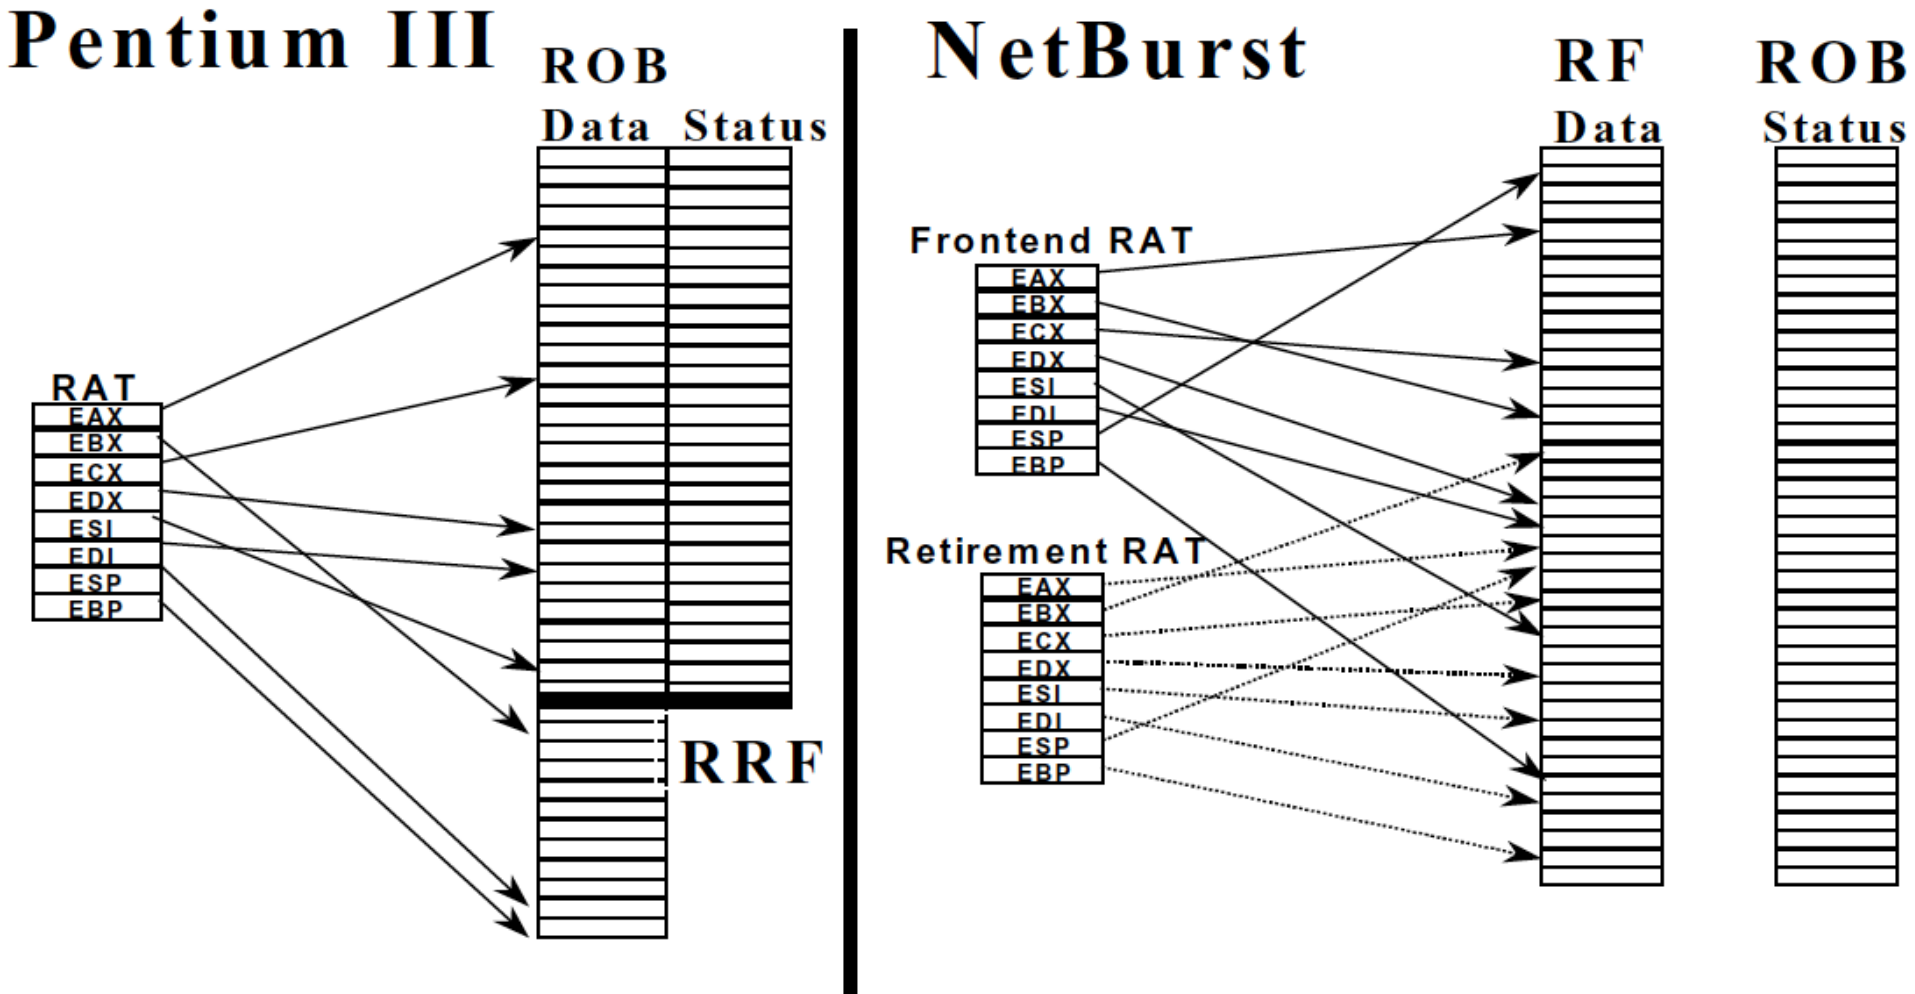 Pentium III
ROB
Data Status
RAT
EAX
EBX
ECX
EDX
ESI
EDI
ESP
EBP
RRF
NetBurst
RF
ROB
Data
Status
Frontend RAT
EAX
EBX
ECX
EDX
ESI
EDI
ESP
EBP
Retirement RAT
EAX
EBX
ECX
EDX
ESI
EDI
ESP
EBP